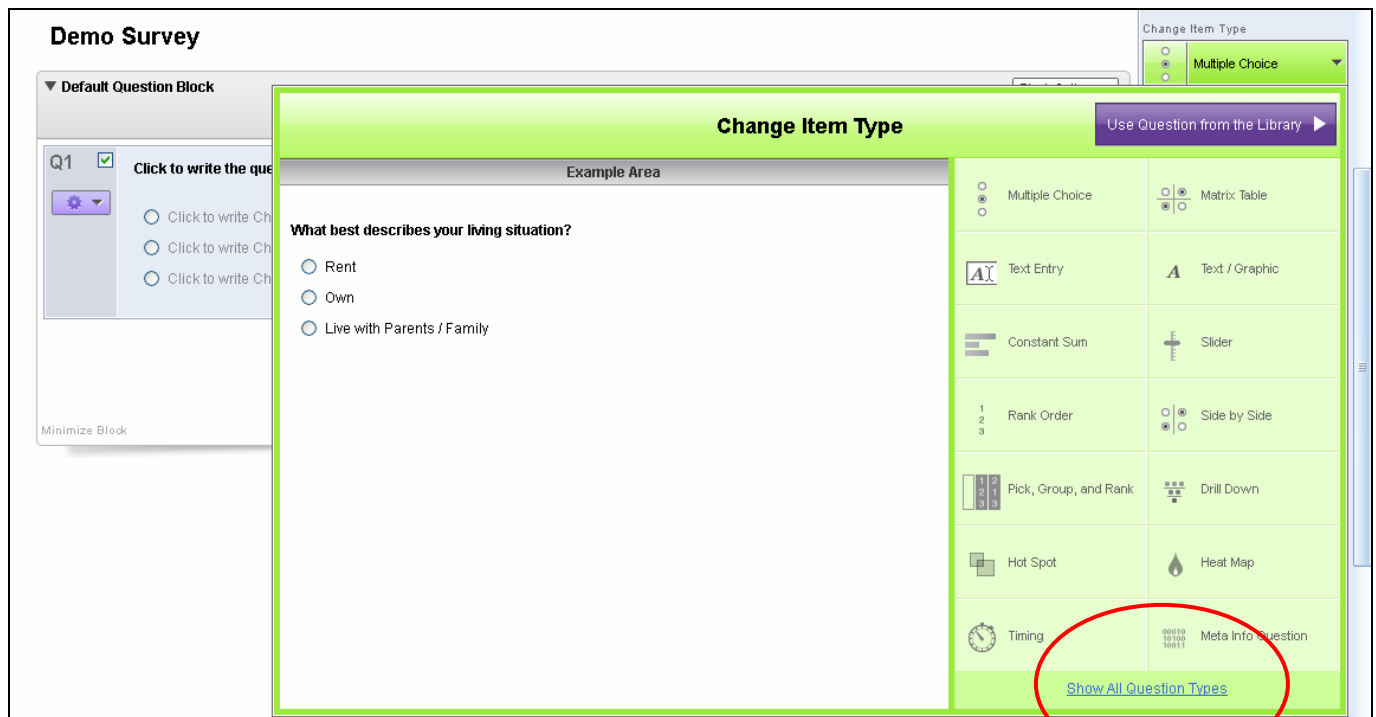 Demo Survey
Change Item Type
Multiple Choice
Default Question Block
Change Item Type
Use Question from the Library
Q1
Click to write the que
Click to write Ch
Click to write Ch
Click to write Ch
Minimize Block
Example Area
What best describes your living situation?
Rent
Own
Live with Parents / Family
Multiple Choice
Matrix Table
Text Entry
Text / Graphic
Constant Sum
Slider
Rank Order
Side by Side
Pick, Group, and Rank
Drill Down
Hot Spot
Heat Map
Timing
Meta Info Question
Show All Question Types